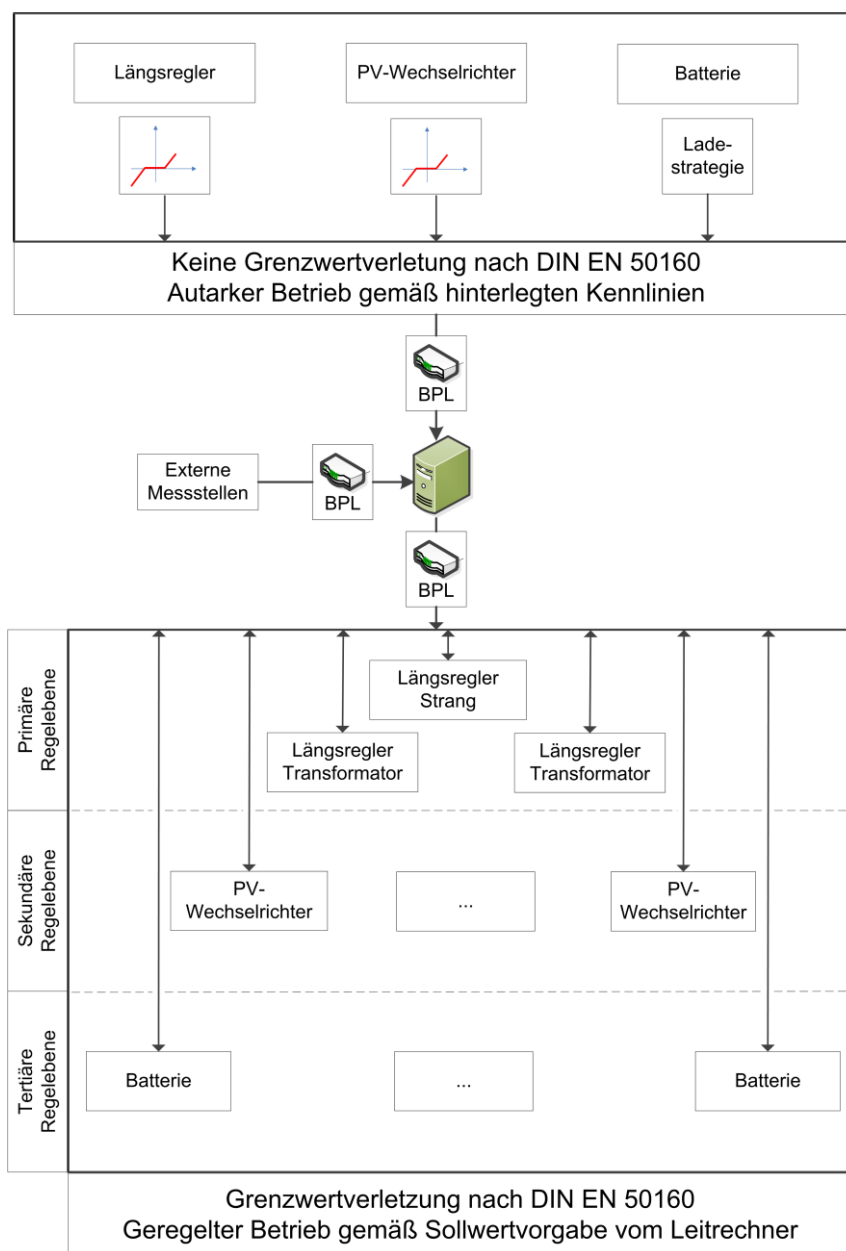 Längsregler
PV-Wechselrichter
Batterie
Lade-
strategie
Keine Grenzwertverletung nach DIN EN 50160
Autarker Betrieb gemäß hinterlegten Kennlinien
BPL
Externe
Messstellen
BPL
BPL
Primäre
Regelebene
Längsregler
Strang
Längsregler
Transformator
Längsregler
Transformator
Sekundäre
Regelebene
PV-
Wechselrichter
...
PV-
Wechselrichter
Tertiäre
Regelebene
Batterie
...
Batterie
Grenzwertverletzung nach DIN EN 50160
Geregelter Betrieb gemäß Sollwertvorgabe vom Leitrechner